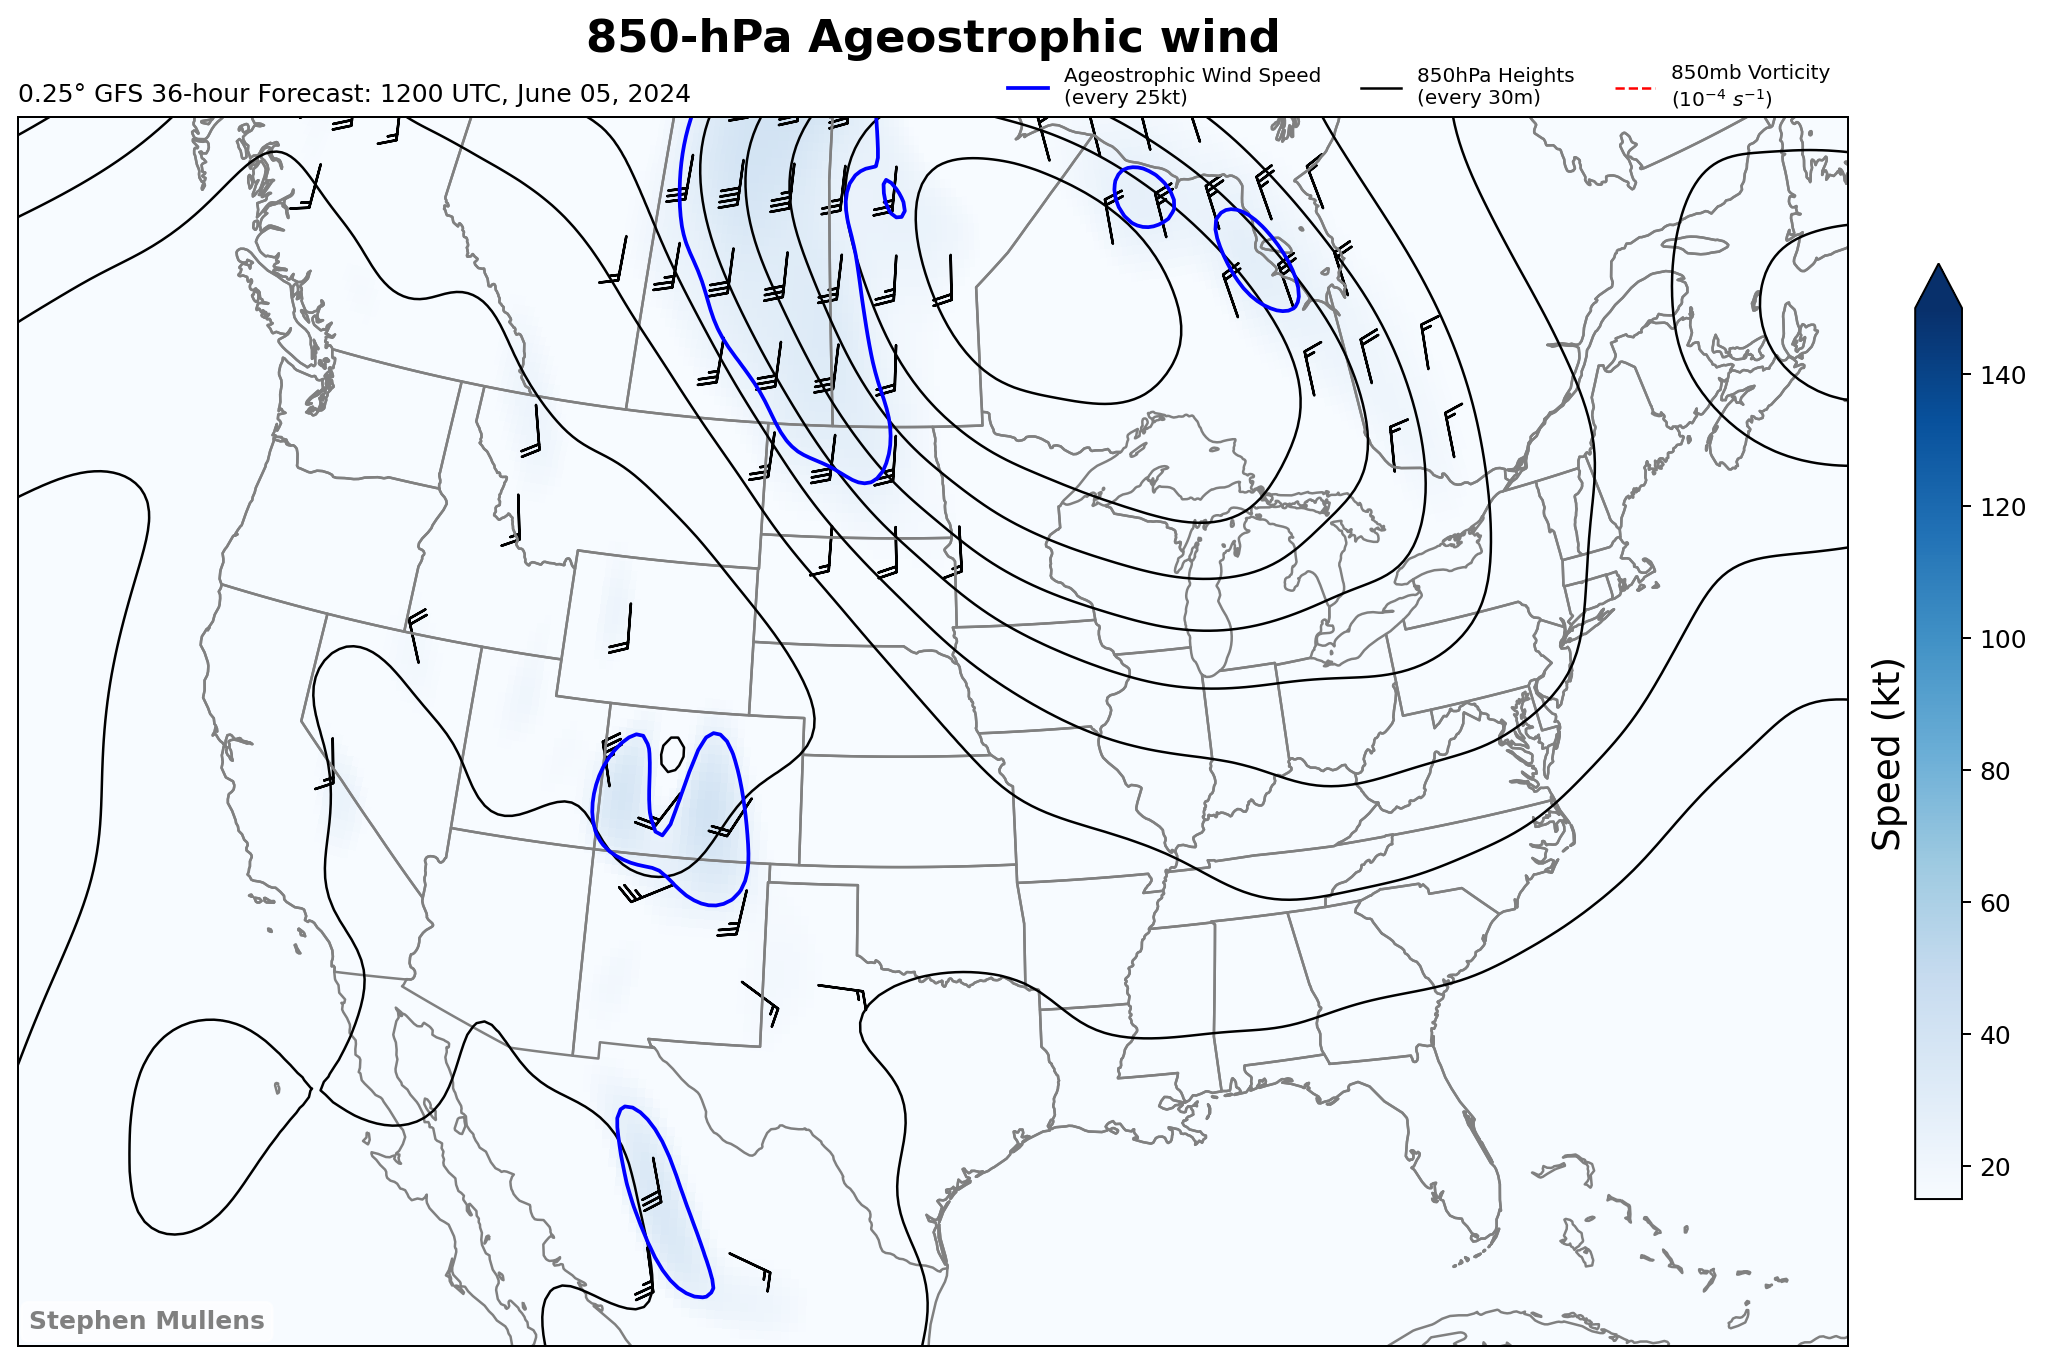 850-hPa Ageostrophic wind
0.25° GFS 36-hour Forecast: 1200 UTC, June 05, 2024
Ageostrophic Wind Speed
(every 25kt)
850hPa Heights
(every 30m)
850mb Vorticity
(10⁻⁴ s⁻¹)
140
120
100
80
60
40
20
Speed (kt)
Stephen Mullens